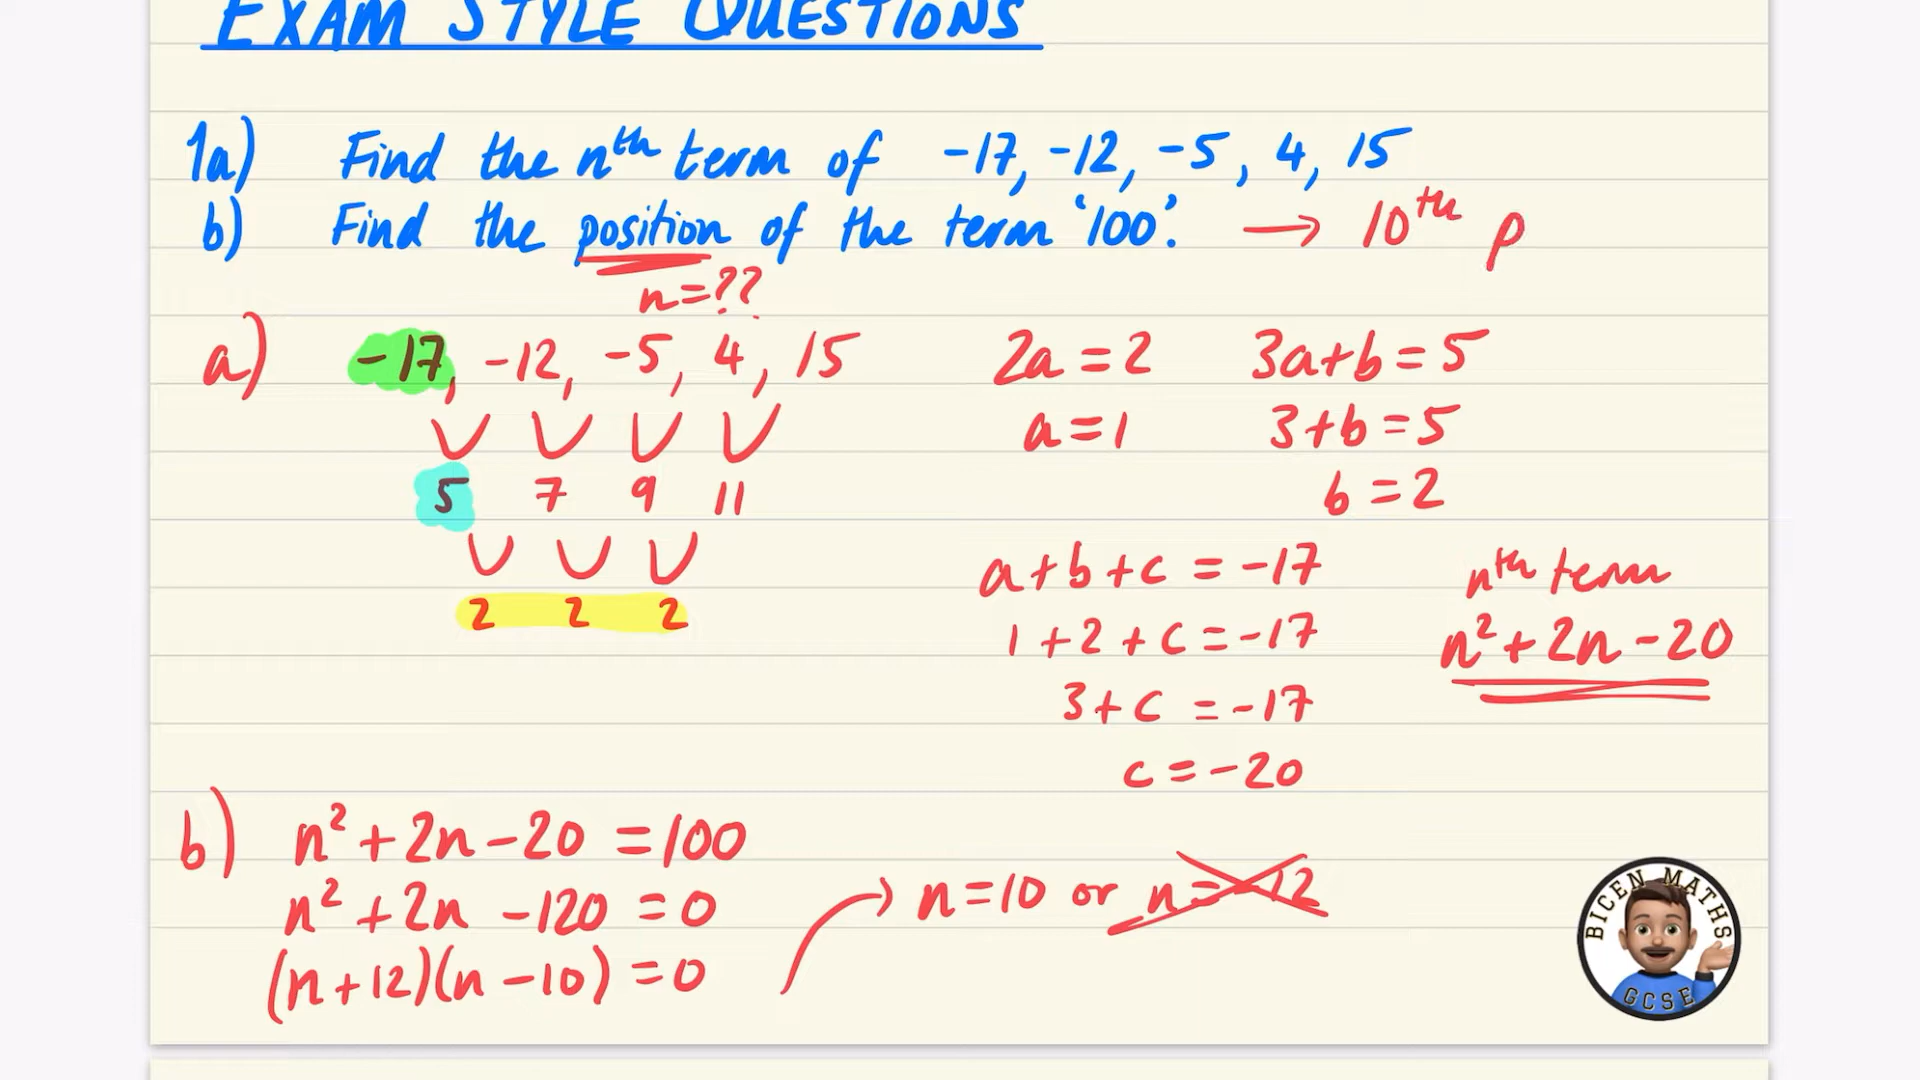 EXAM STYLE QUESTIONS
1a) Find the nth term of -17, -12, -5, 4, 15
b) Find the position of the term '100'. → 10th p
n=??
a) -17, -12, -5, 4, 15
5 7 9 11
2 2 2
2a = 2
a = 1
3a+b = 5
3+b = 5
b = 2
a+b+c = -17
1+2+c = -17
3+c = -17
c = -20
nth term
n²+2n-20
b) n²+2n-20 = 100
n²+2n-120 = 0
(n+12)(n-10) = 0
→ n=10 or n=-12
BICEN MATHS
GCSE